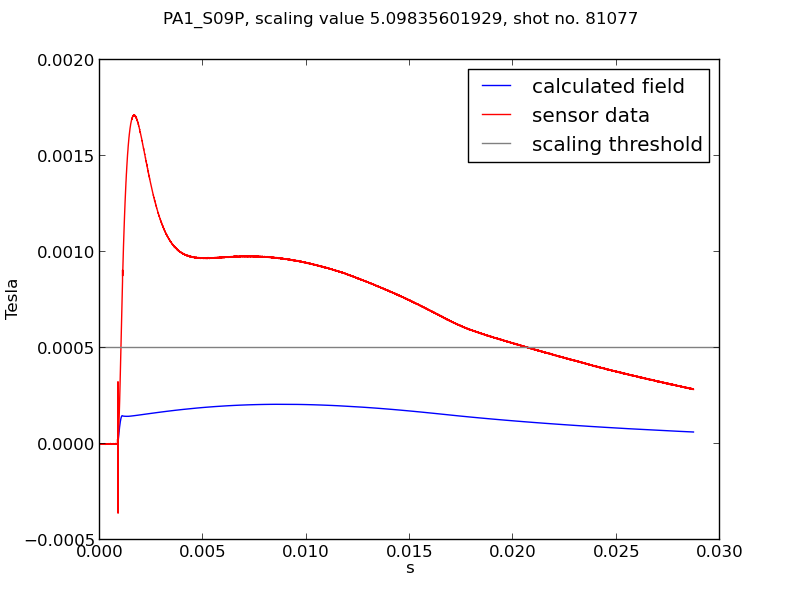 PA1_S09P, scaling value 5.09835601929, shot no. 81077
calculated field
sensor data
scaling threshold
0.0020
0.0015
0.0010
0.0005
0.0000
−0.0005
Tesla
0.000 0.005 0.010 0.015 0.020 0.025 0.030
s